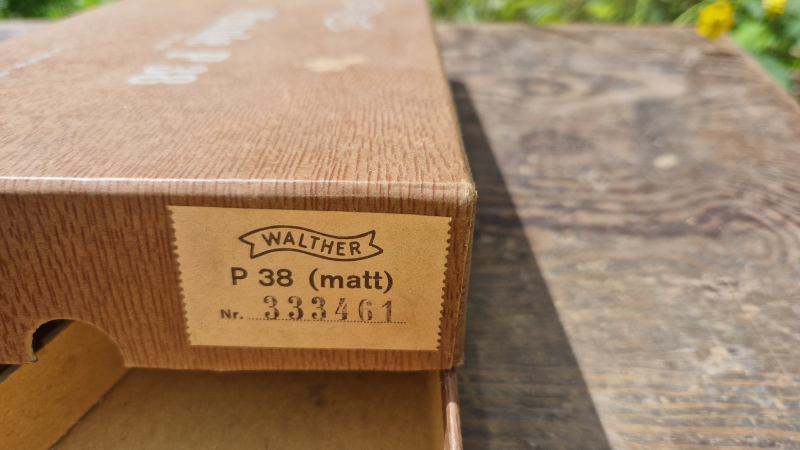 WALTHER
P 38 (matt)
Nr. 333461